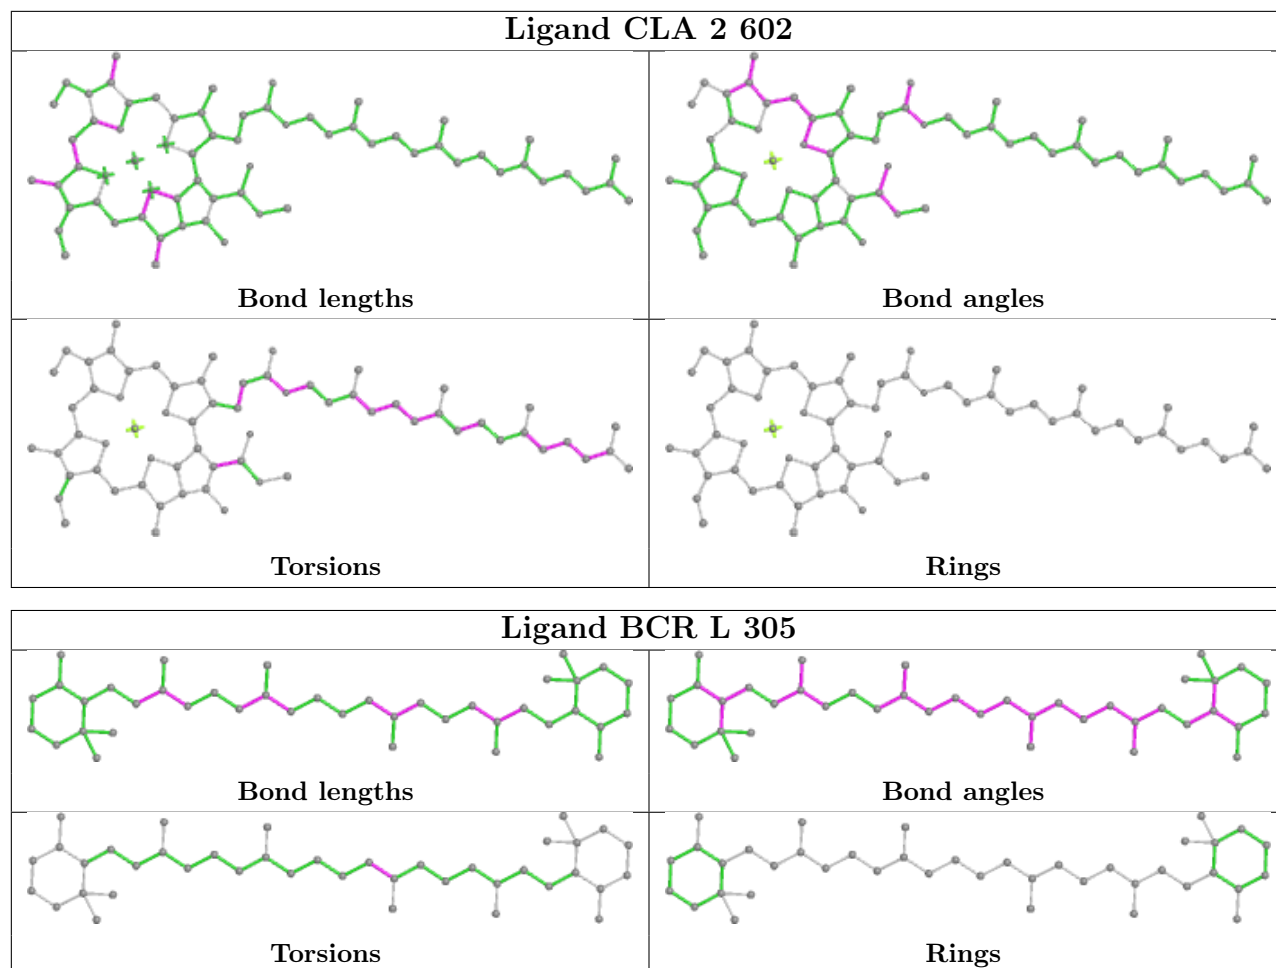 Ligand CLA 2 602
Bond lengths
Bond angles
Torsions
Rings
Ligand BCR L 305
Bond lengths
Bond angles
Torsions
Rings